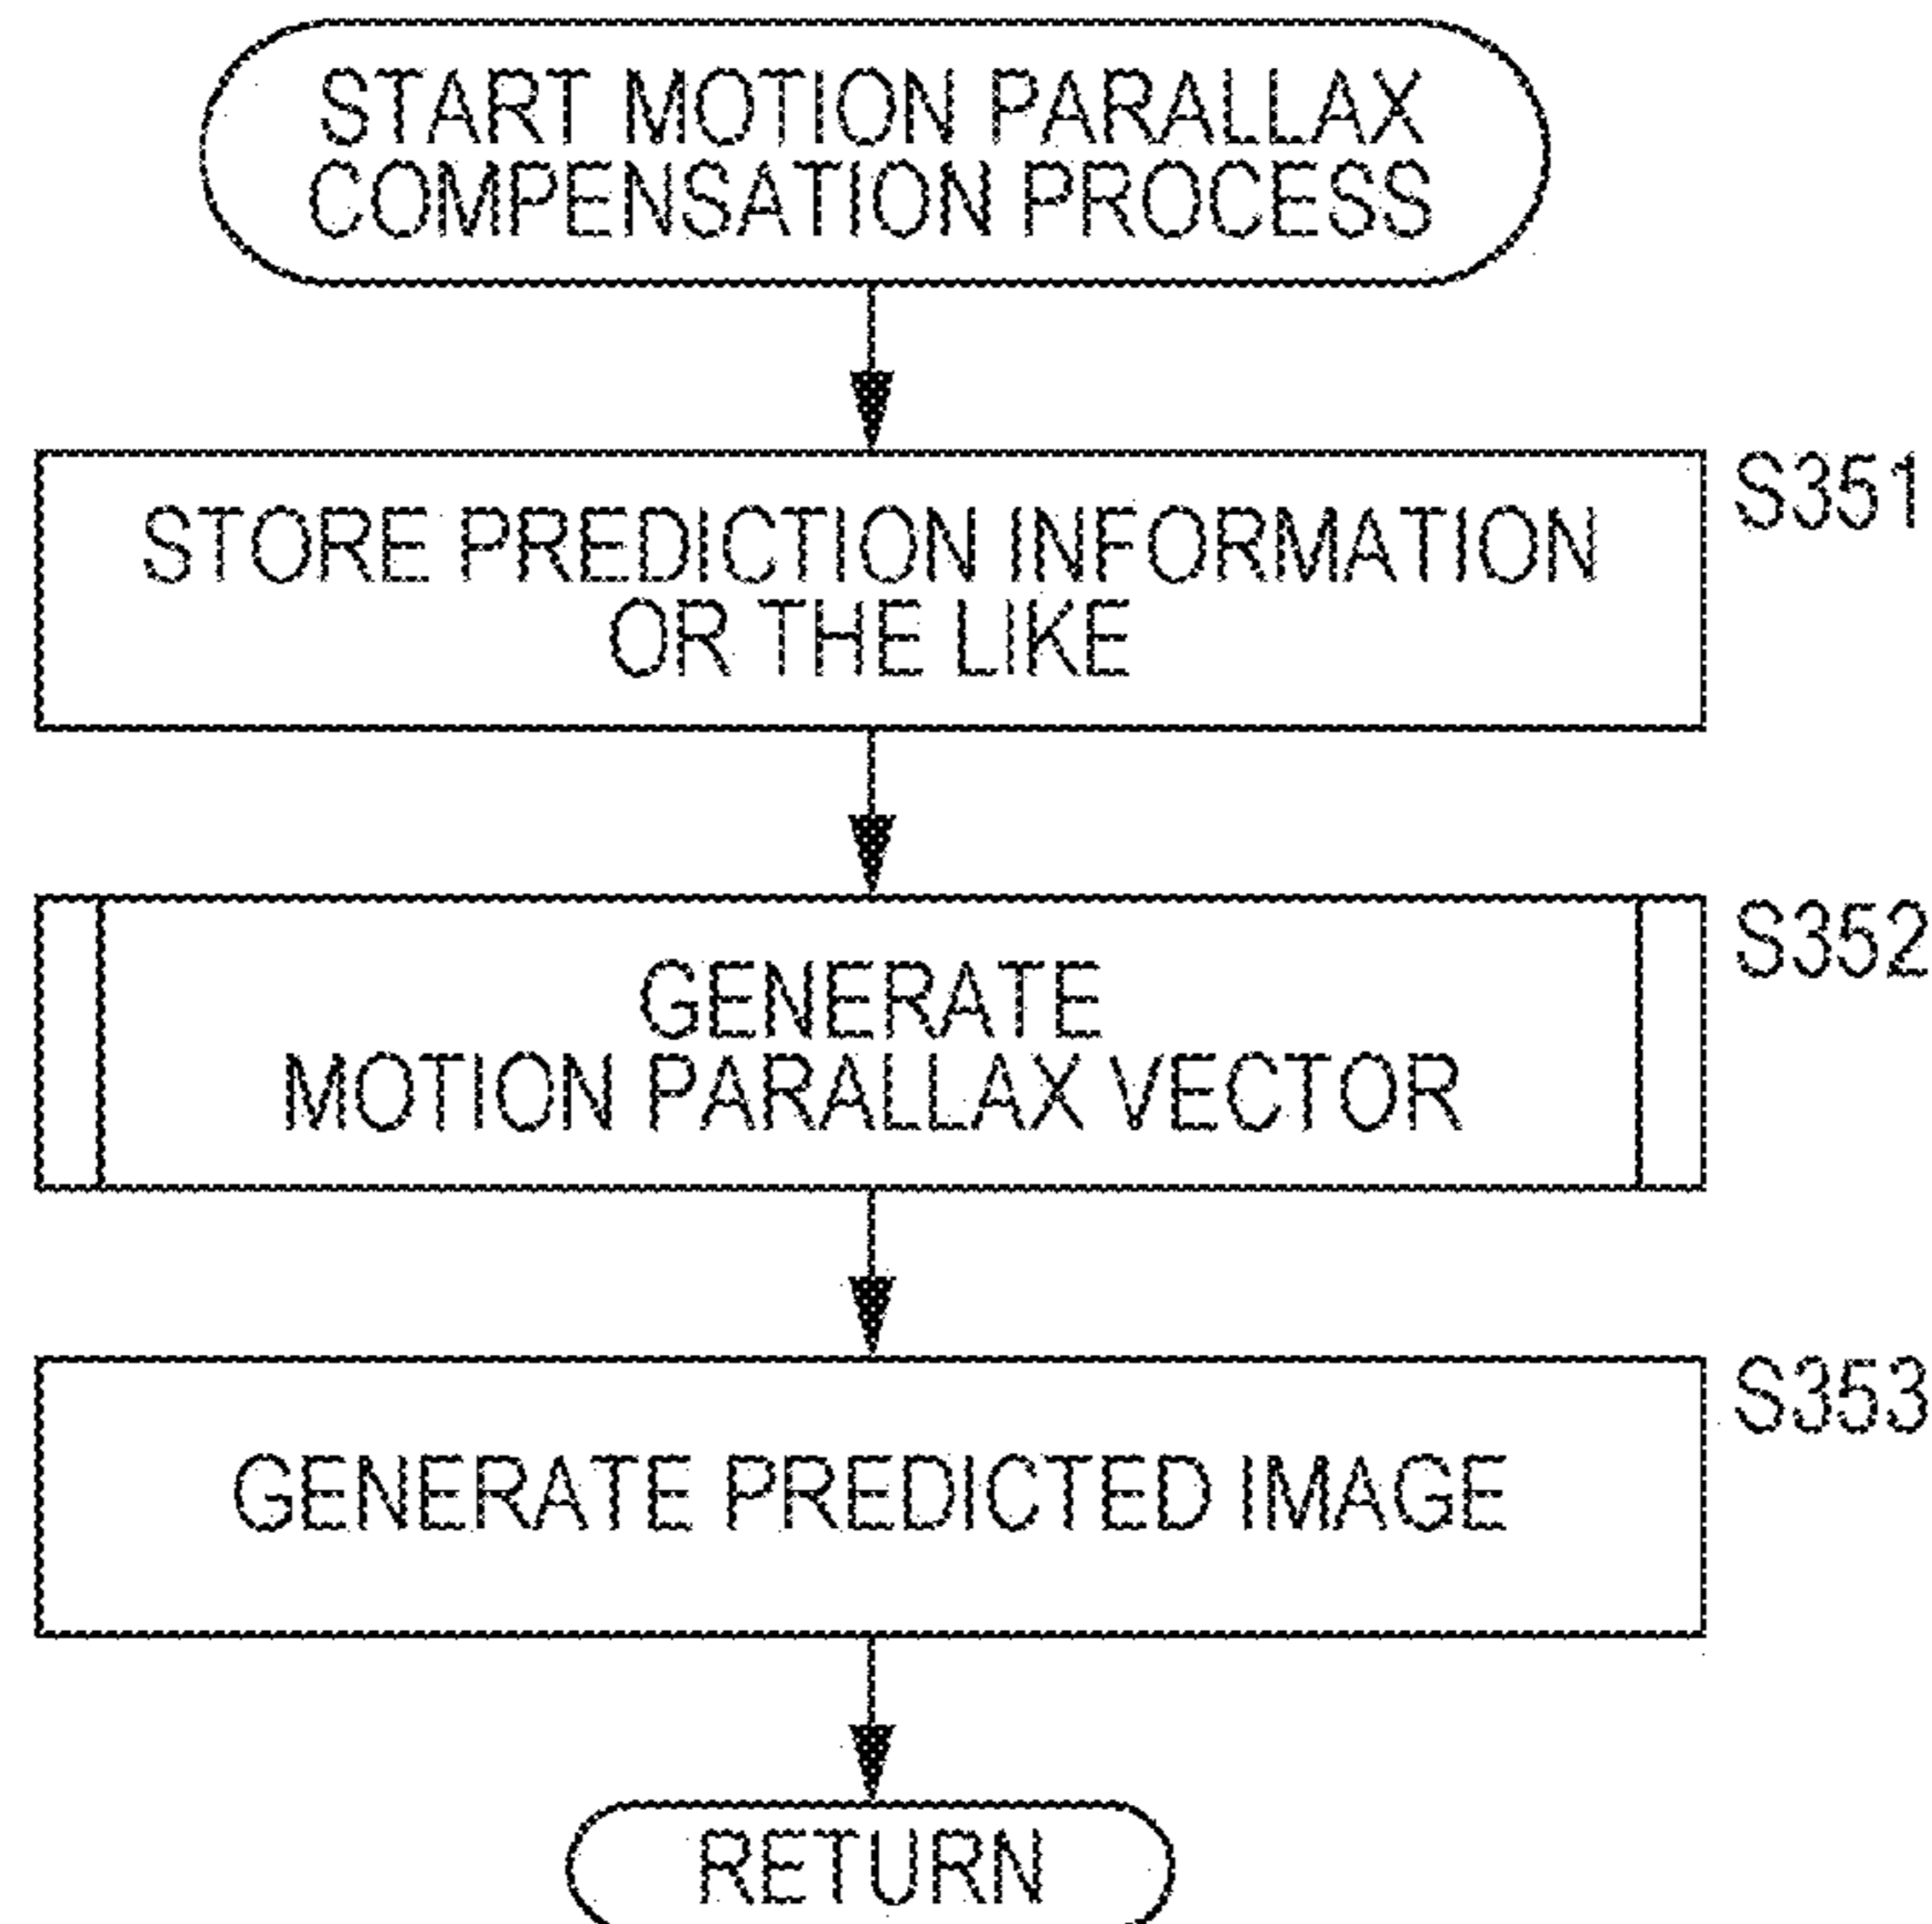 START MOTION PARALLAX
COMPENSATION PROCESS
S351
STORE PREDICTION INFORMATION
OR THE LIKE
S352
GENERATE
MOTION PARALLAX VECTOR
S353
GENERATE PREDICTED IMAGE
RETURN